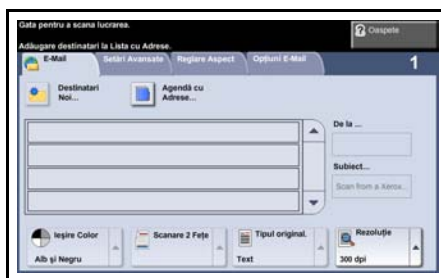 Gata pentru a scana lucrarea.
Oaspete
Adăugare destinatari la Lista cu Adrese.
E-Mail
Setări Avansate
Reglare Aspect
Opțiuni E-Mail
1
Destinatari Noi...
Agendă cu Adrese...
De la ...
Subiect...
Scan from a Xerox...
Ieșire Color
Alb și Negru
Scanare 2 Fețe
Tipul original.
Text
Rezoluție
300 dpi